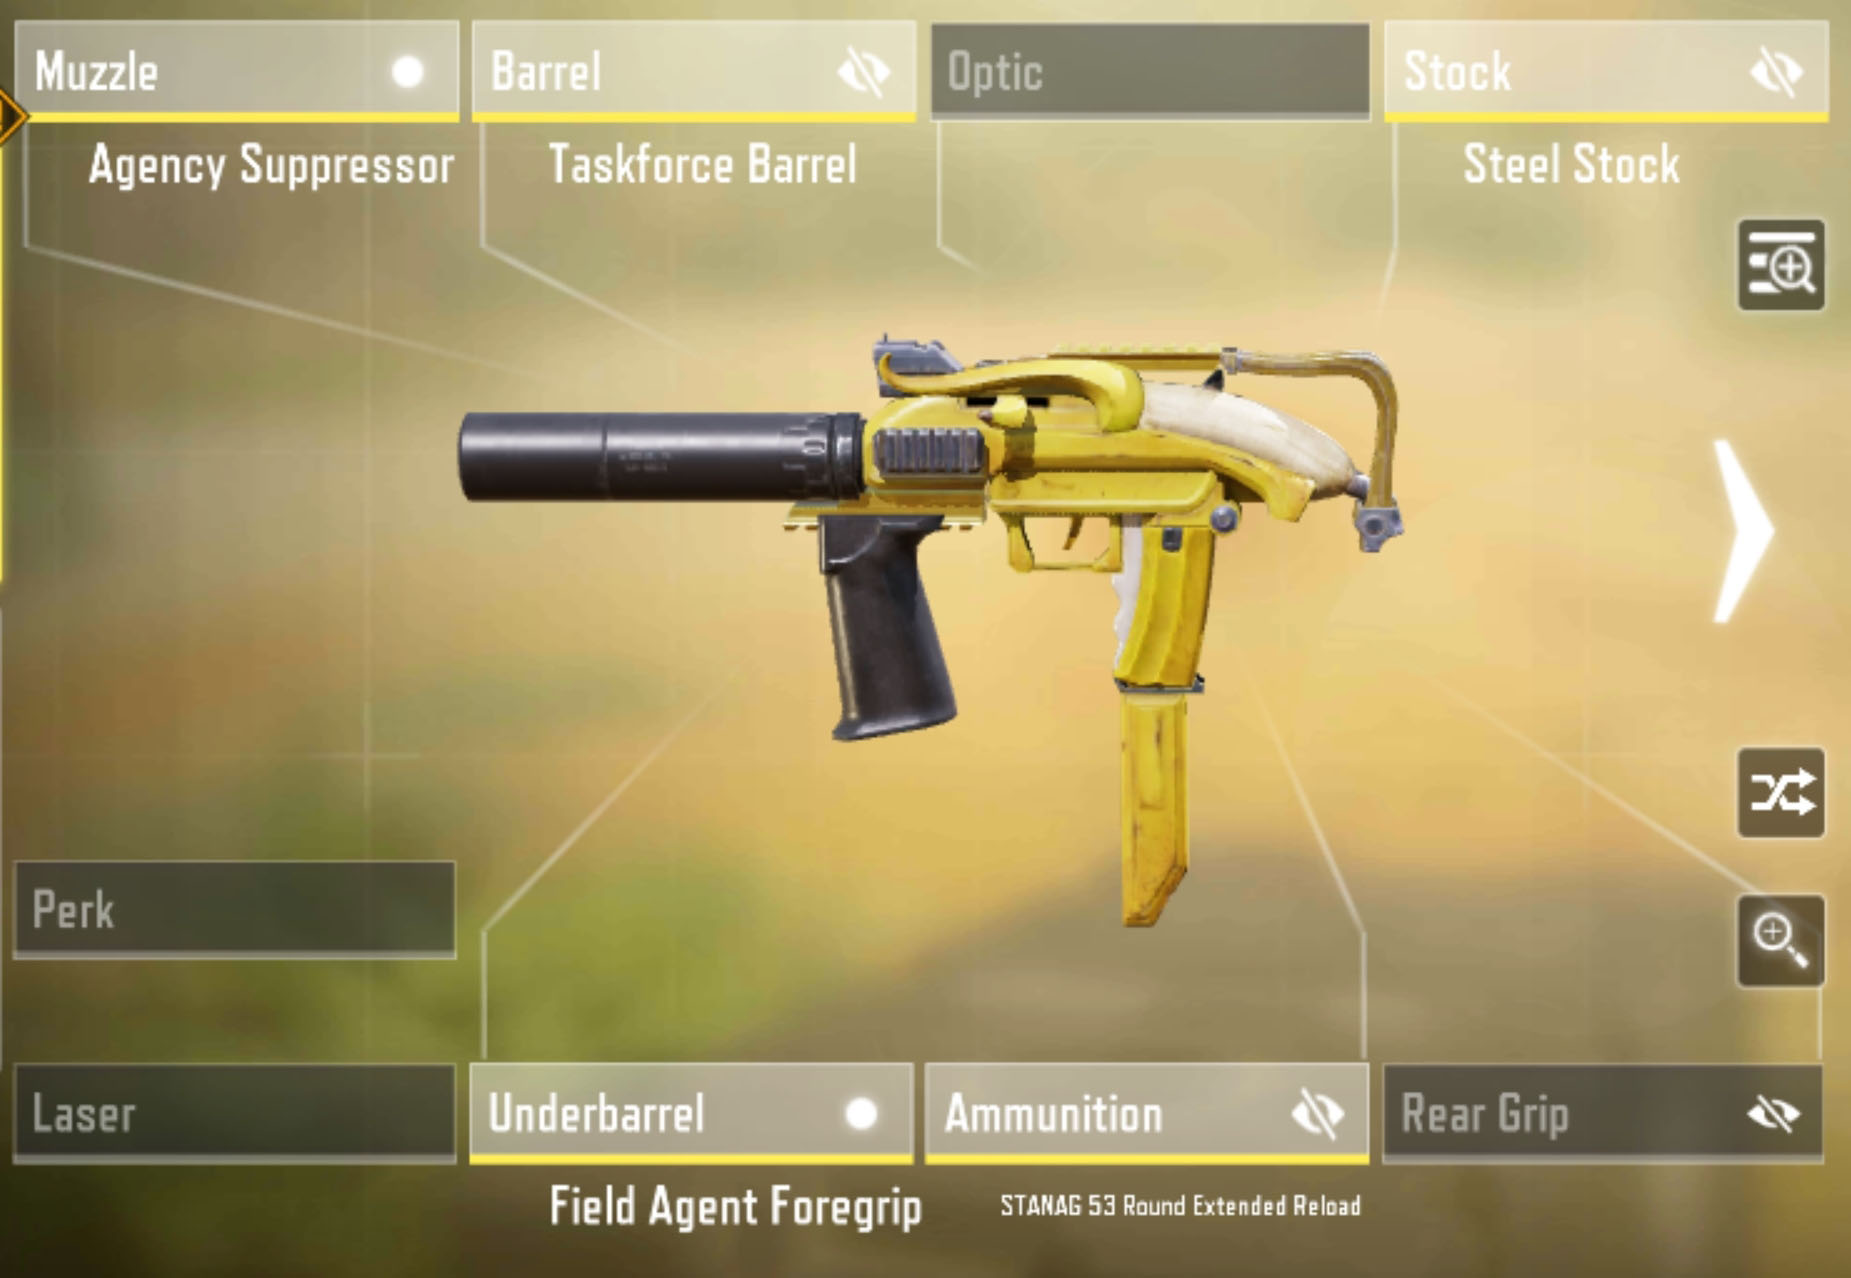 Muzzle
Barrel
Optic
Stock
Agency Suppressor
Taskforce Barrel
Steel Stock
Perk
Laser
Underbarrel
Ammunition
Rear Grip
Field Agent Foregrip
STANAG 53 Round Extended Reload